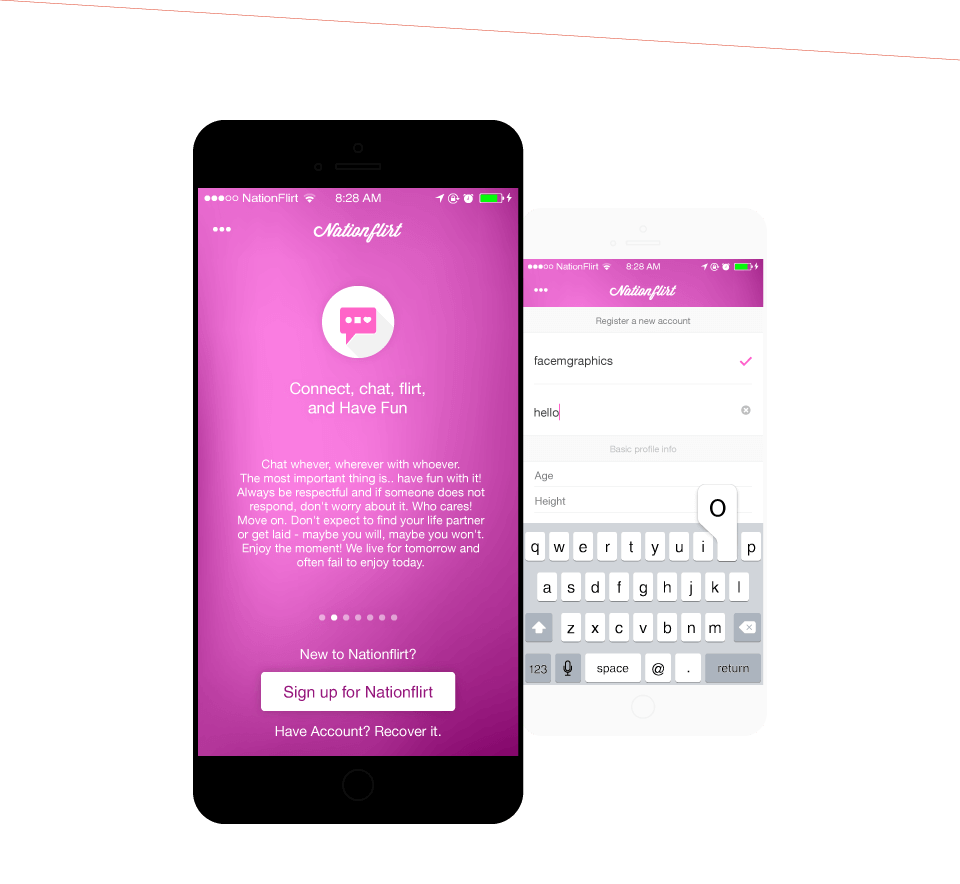 NationFlirt 8:28 AM
Nationflirt
Connect, chat, flirt,
and Have Fun
Chat whever, wherever with whoever.
The most important thing is.. have fun with it!
Always be respectful and if someone does not
respond, don't worry about it. Who cares!
Move on. Don't expect to find your life partner
or get laid - maybe you will, maybe you won't.
Enjoy the moment! We live for tomorrow and
often fail to enjoy today.
New to Nationflirt?
Sign up for Nationflirt
Have Account? Recover it.
NationFlirt 8:28 AM
Nationflirt
Register a new account
facemgraphics
hello
Basic profile info
Age
Height
O
q w e r t y u i p
a s d f g h j k l
z x c v b n m
123 space @ . return